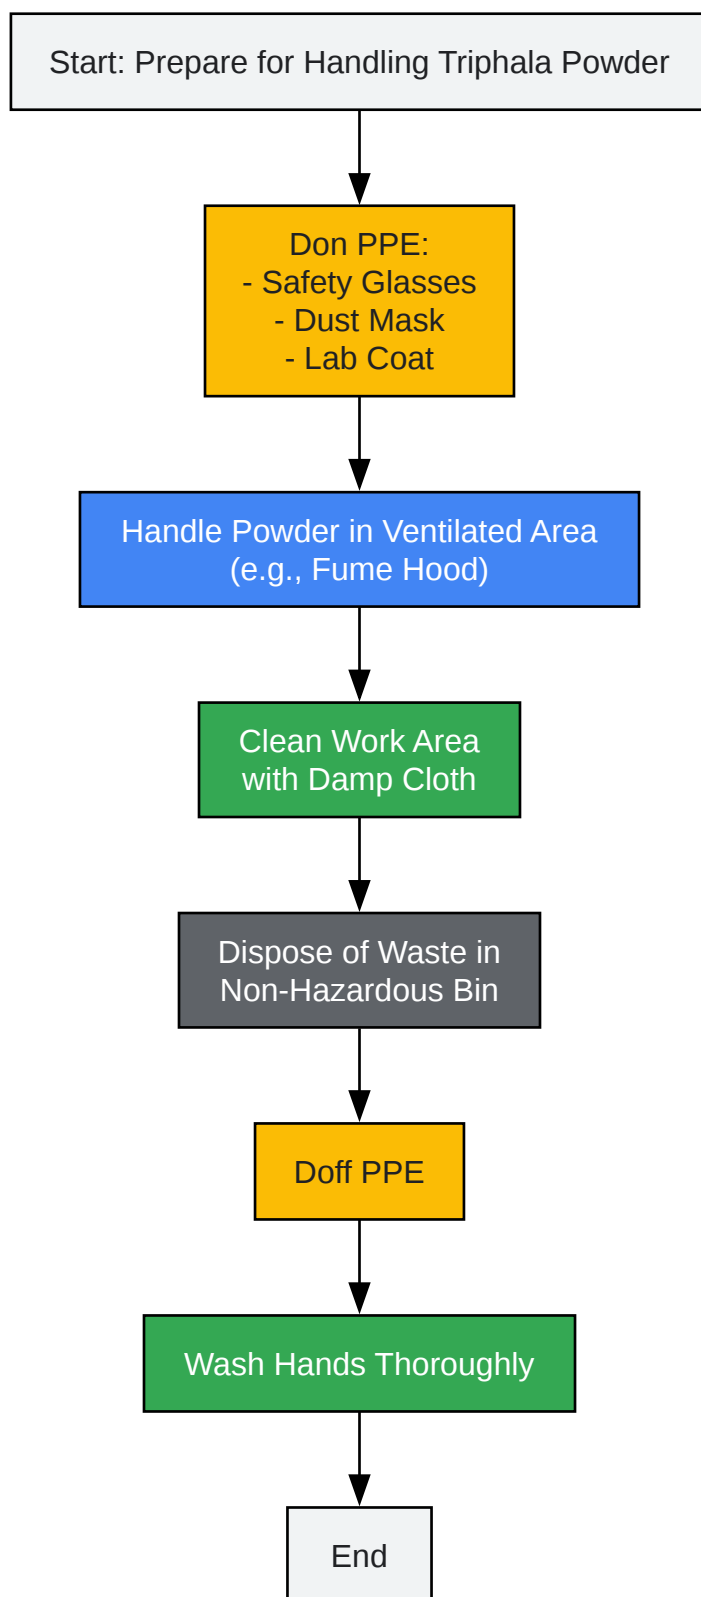 Start: Prepare for Handling Triphala Powder
Don PPE:
- Safety Glasses
- Dust Mask
- Lab Coat
Handle Powder in Ventilated Area
(e.g., Fume Hood)
Clean Work Area
with Damp Cloth
Dispose of Waste in
Non-Hazardous Bin
Doff PPE
Wash Hands Thoroughly
End